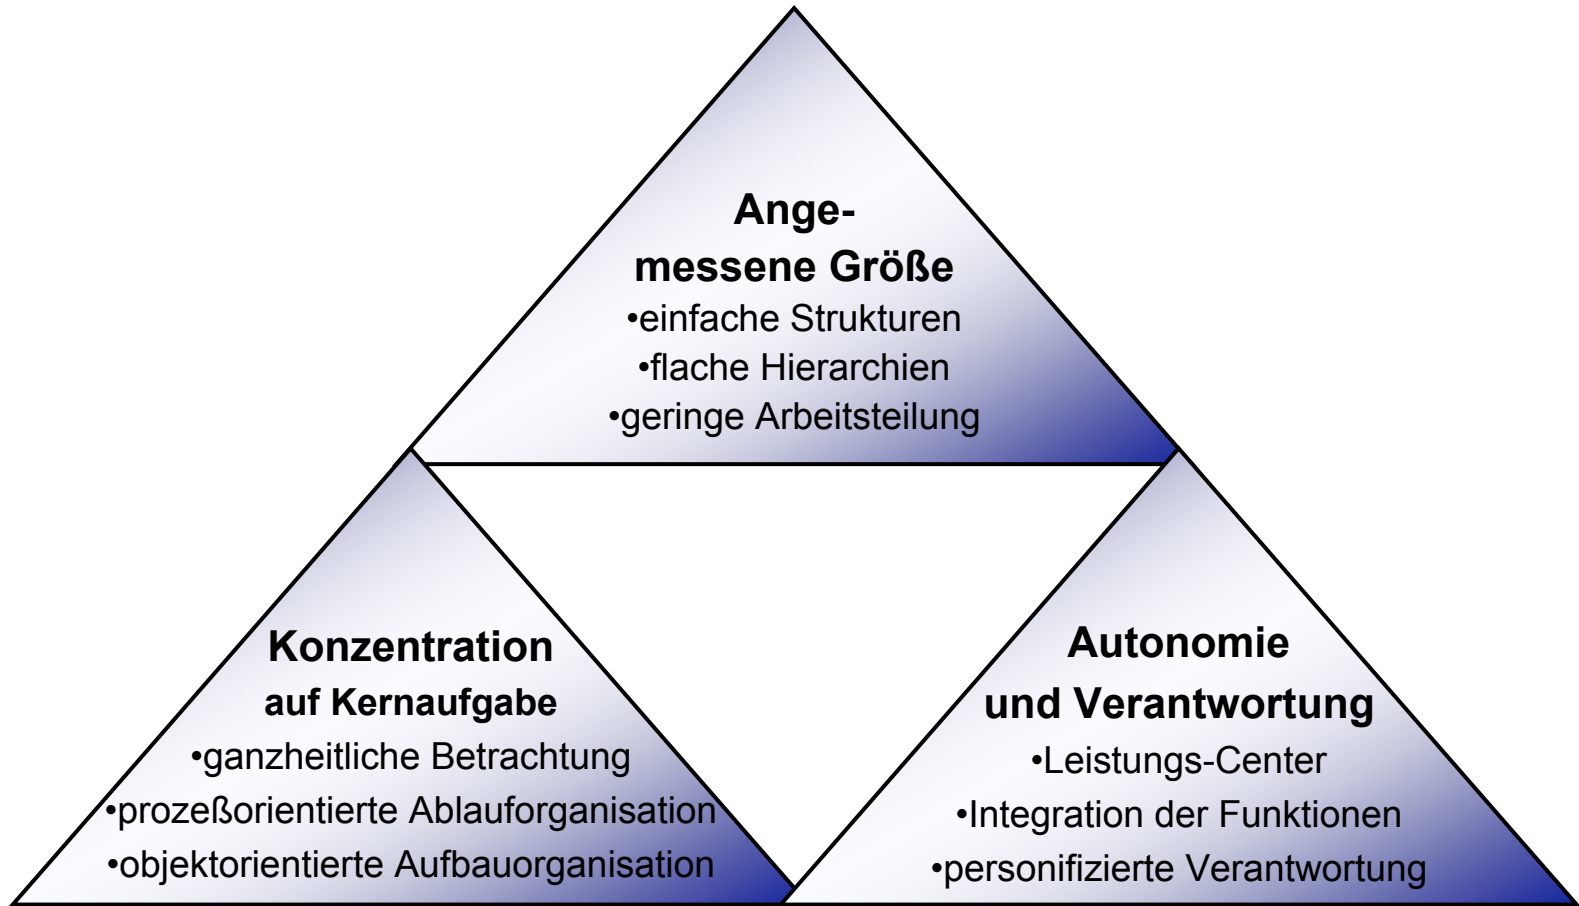 Ange-
messene Größe
•einfache Strukturen
•flache Hierarchien
•geringe Arbeitsteilung
Konzentration
auf Kernaufgabe
•ganzheitliche Betrachtung
•prozeßorientierte Ablauforganisation
•objektorientierte Aufbauorganisation
Autonomie
und Verantwortung
•Leistungs-Center
•Integration der Funktionen
•personifizierte Verantwortung